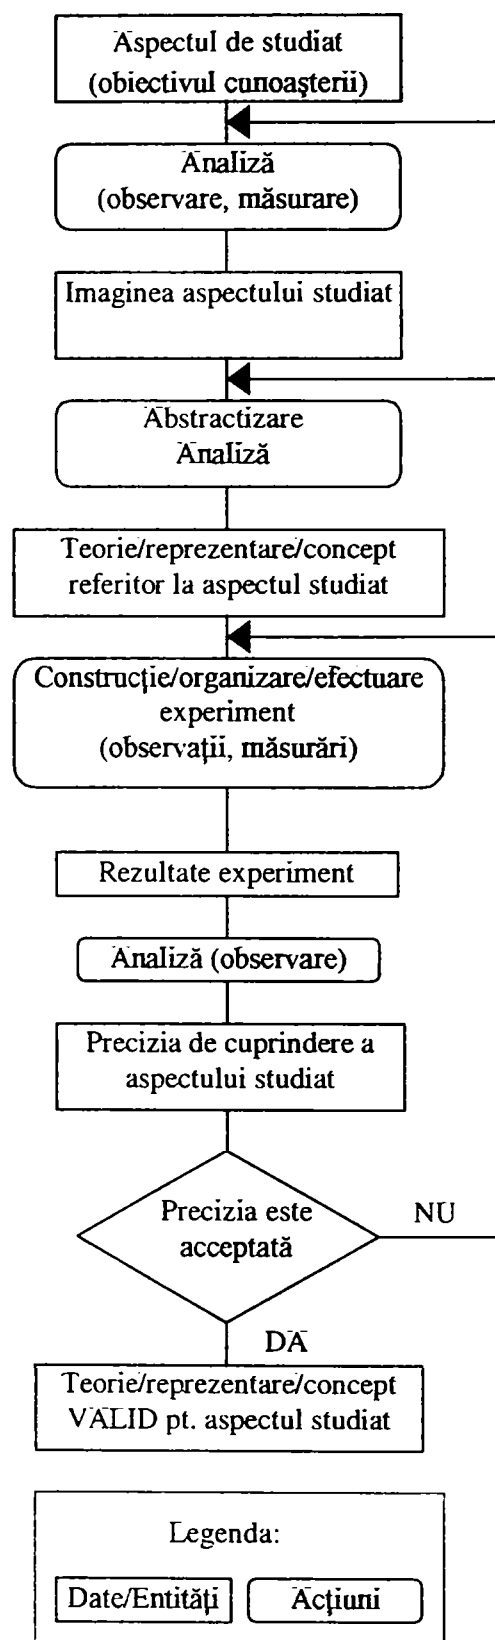 Aspectul de studiat
(obiectivul cunoaşterii)
Analiză
(observare, măsurare)
Imaginea aspectului studiat
Abstractizare
Analiză
Teorie/reprezentare/concept
referitor la aspectul studiat
Construcţie/organizare/efectuare
experiment
(observaţii, măsurări)
Rezultate experiment
Analiză (observare)
Precizia de cuprindere a
aspectului studiat
Precizia este
acceptată
NU
DA
Teorie/reprezentare/concept
VALID pt. aspectul studiat
Legenda:
Date/Entităţi
Acţiuni